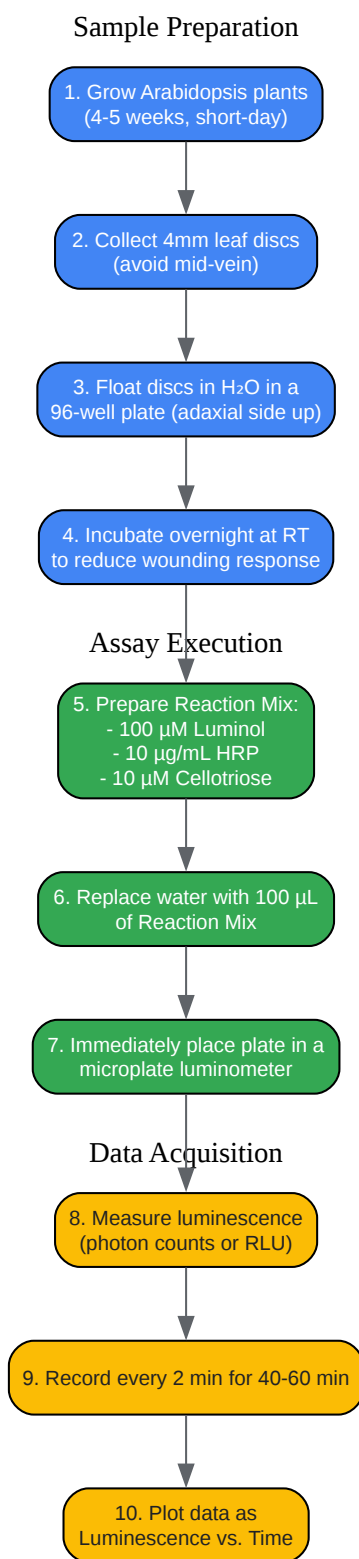 Sample Preparation
1. Grow Arabidopsis plants
(4-5 weeks, short-day)
2. Collect 4mm leaf discs
(avoid mid-vein)
3. Float discs in H₂O in a
96-well plate (adaxial side up)
4. Incubate overnight at RT
to reduce wounding response
Assay Execution
5. Prepare Reaction Mix:
- 100 µM Luminol
- 10 µg/mL HRP
- 10 µM Cellotriose
6. Replace water with 100 µL
of Reaction Mix
7. Immediately place plate in a
microplate luminometer
Data Acquisition
8. Measure luminescence
(photon counts or RLU)
9. Record every 2 min for 40-60 min
10. Plot data as
Luminescence vs. Time